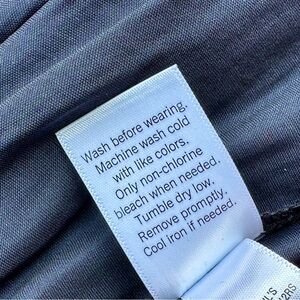 Wash before wearing.
Machine wash cold
with like colors.
Only non-chlorine
bleach when needed.
Tumble dry low.
Remove promptly.
Cool Iron if needed.